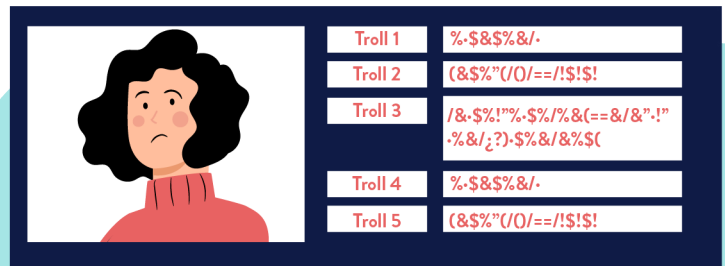 Troll 1 %·$&$%&/·
Troll 2 (&$%”(/()/==/!$!$!
Troll 3 /&·$%!”%·$%/%&(==&/&”·!”
·%&/¿?)·$%&/&%$(
Troll 4 %·$&$%&/·
Troll 5 (&$%”(/()/==/!$!$!